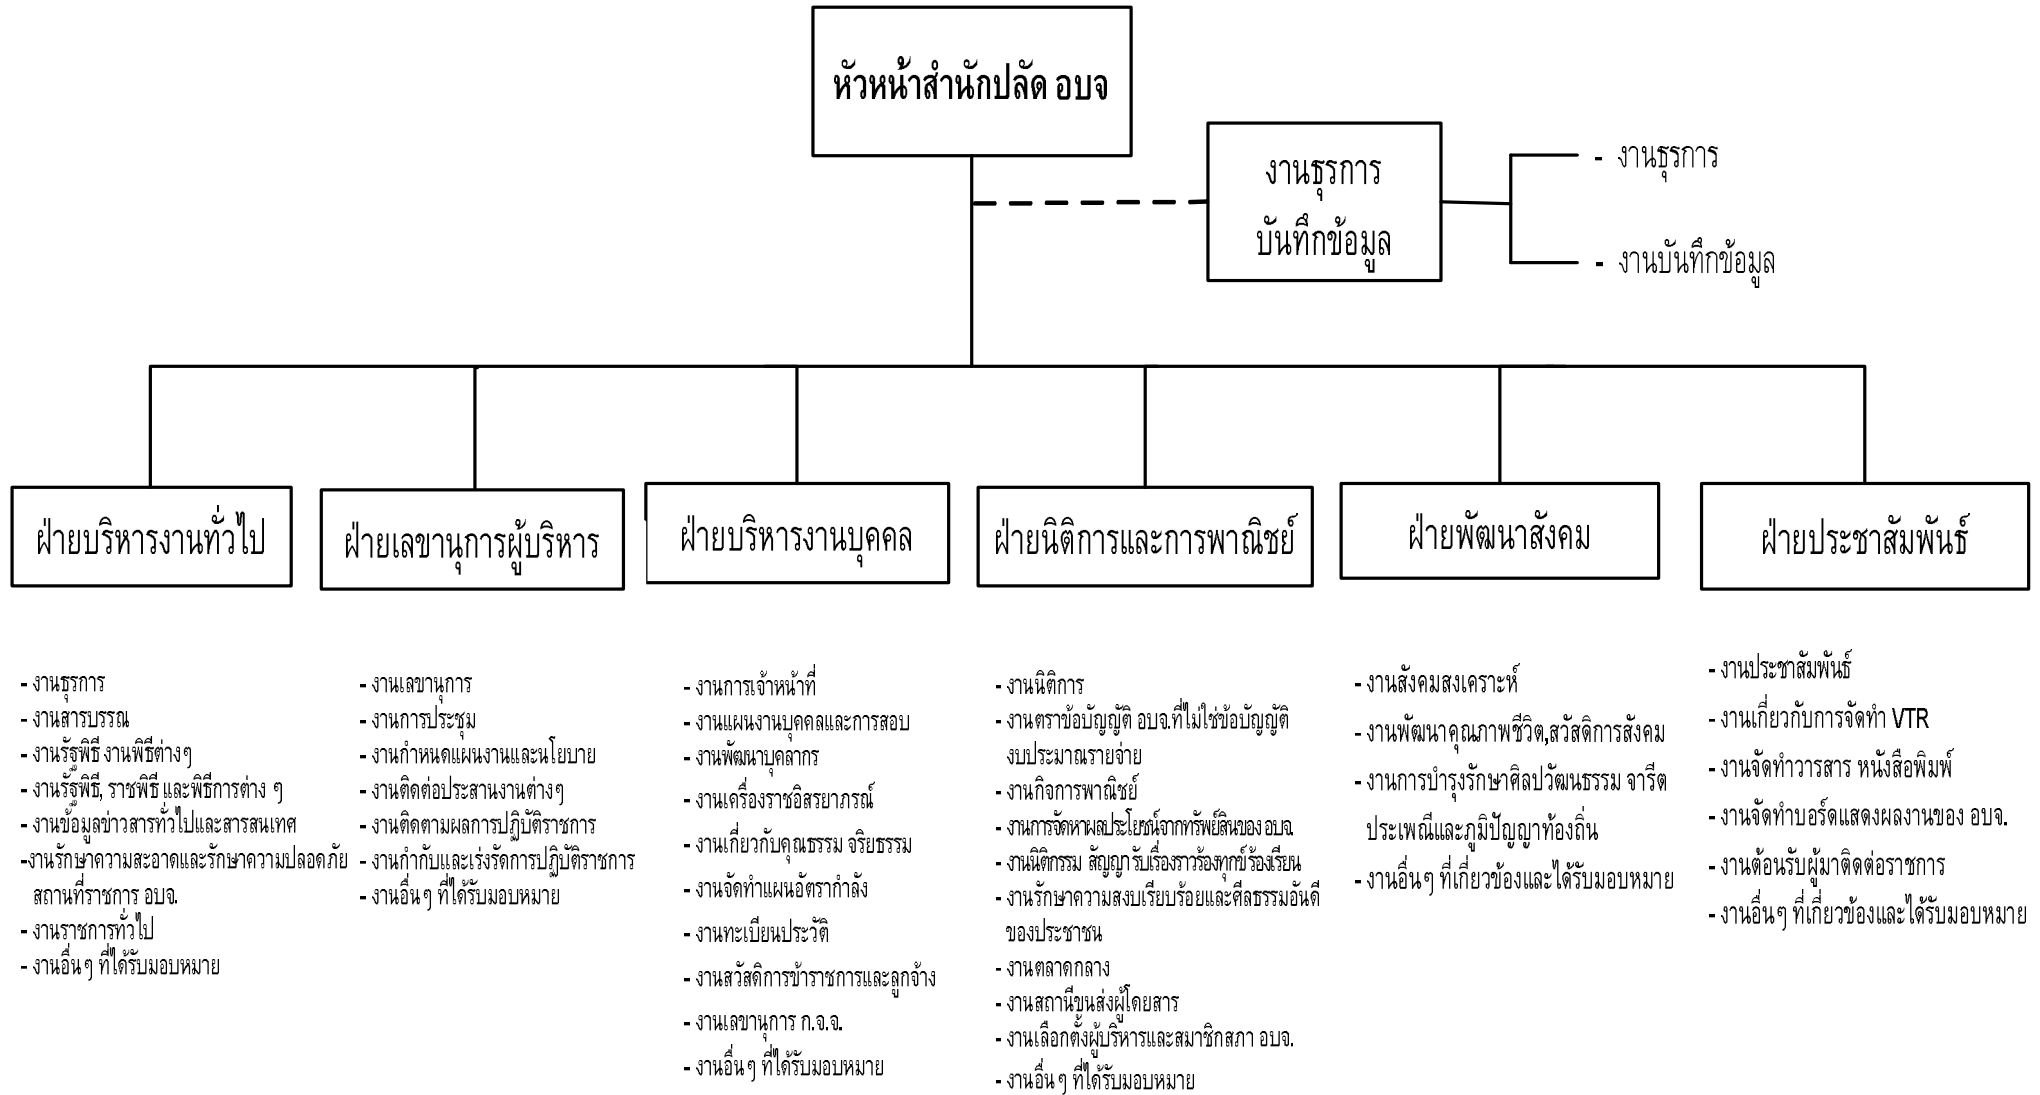 หัวหน้าสำนักปลัด อบจ
งานธุรการ
บันทึกข้อมูล
- งานธุรการ
- งานบันทึกข้อมูล
ฝ่ายบริหารงานทั่วไป
- งานธุรการ
- งานสารบรรณ
- งานรัฐพิธี งานพิธีต่างๆ
- งานรัฐพิธี, ราชพิธี และพิธีการต่าง ๆ
- งานข้อมูลข่าวสารทั่วไปและสารสนเทศ
-งานรักษาความสะอาดและรักษาความปลอดภัย
สถานที่ราชการ อบจ.
- งานราชการทั่วไป
- งานอื่นๆ ที่ได้รับมอบหมาย
ฝ่ายเลขานุการผู้บริหาร
- งานเลขานุการ
- งานการประชุม
- งานกำหนดแผนงานและนโยบาย
- งานติดต่อประสานงานต่างๆ
- งานติดตามผลการปฏิบัติราชการ
- งานกำกับและเร่งรัดการปฏิบัติราชการ
- งานอื่นๆ ที่ได้รับมอบหมาย
ฝ่ายบริหารงานบุคคล
- งานการเจ้าหน้าที่
- งานแผนงานบุคคลและการสอบ
- งานพัฒนาบุคลากร
- งานเครื่องราชอิสรยาภรณ์
- งานเกี่ยวกับคุณธรรม จริยธรรม
- งานจัดทำแผนอัตรากำลัง
- งานทะเบียนประวัติ
- งานสวัสดิการข้าราชการและลูกจ้าง
- งานเลขานุการ ก.จ.จ.
- งานอื่นๆ ที่ได้รับมอบหมาย
ฝ่ายนิติการและการพาณิชย์
- งานนิติการ
- งานตราข้อบัญญัติ อบจ.ที่ไม่ใช่ข้อบัญญัติ
งบประมาณรายจ่าย
- งานกิจการพาณิชย์
- งานการจัดหาผลประโยชน์จากทรัพย์สินของ อบจ.
- งานนิติกรรม สัญญา รับเรื่องราวร้องทุกข์ ร้องเรียน
- งานรักษาความสงบเรียบร้อยและศีลธรรมอันดี
ของประชาชน
- งานตลาดกลาง
- งานสถานีขนส่งผู้โดยสาร
- งานเลือกตั้งผู้บริหารและสมาชิกสภา อบจ.
- งานอื่นๆ ที่ได้รับมอบหมาย
ฝ่ายพัฒนาสังคม
- งานสังคมสงเคราะห์
- งานพัฒนาคุณภาพชีวิต,สวัสดิการสังคม
- งานการบำรุงรักษาศิลปวัฒนธรรม จารีต
ประเพณีและภูมิปัญญาท้องถิ่น
- งานอื่นๆ ที่เกี่ยวข้องและได้รับมอบหมาย
ฝ่ายประชาสัมพันธ์
- งานประชาสัมพันธ์
- งานเกี่ยวกับการจัดทำ VTR
- งานจัดทำวารสาร หนังสือพิมพ์
- งานจัดทำบอร์ดแสดงผลงานของ อบจ.
- งานต้อนรับผู้มาติดต่อราชการ
- งานอื่นๆ ที่เกี่ยวข้องและได้รับมอบหมาย